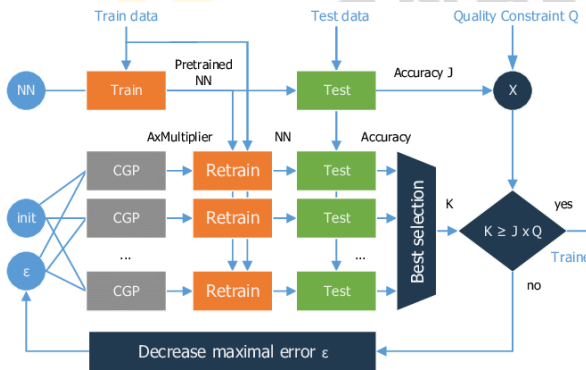 Train data
Test data
Quality Constraint Q
NN
Train
Pretrained
NN
Test
Accuracy J
X
AxMultiplier
NN
Accuracy
CGP
Retrain
Test
K
yes
init
CGP
Retrain
Test
Best selection
K ≥ J x Q
ε
...
...
no
CGP
Retrain
Test
Decrease maximal error ε